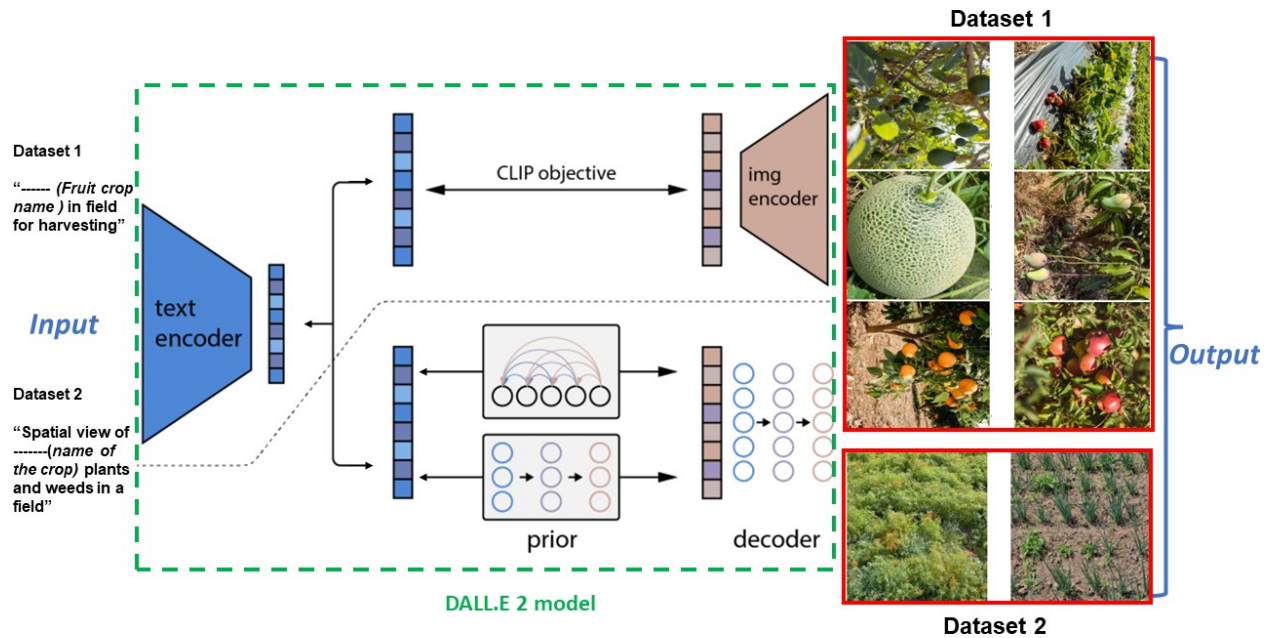 Dataset 1
Dataset 1
“------ (Fruit crop
name ) in field
for harvesting”
Input
Dataset 2
“Spatial view of
-------(name of
the crop) plants
and weeds in a
field”
text
encoder
CLIP objective
img
encoder
prior
decoder
Output
DALL.E 2 model
Dataset 2